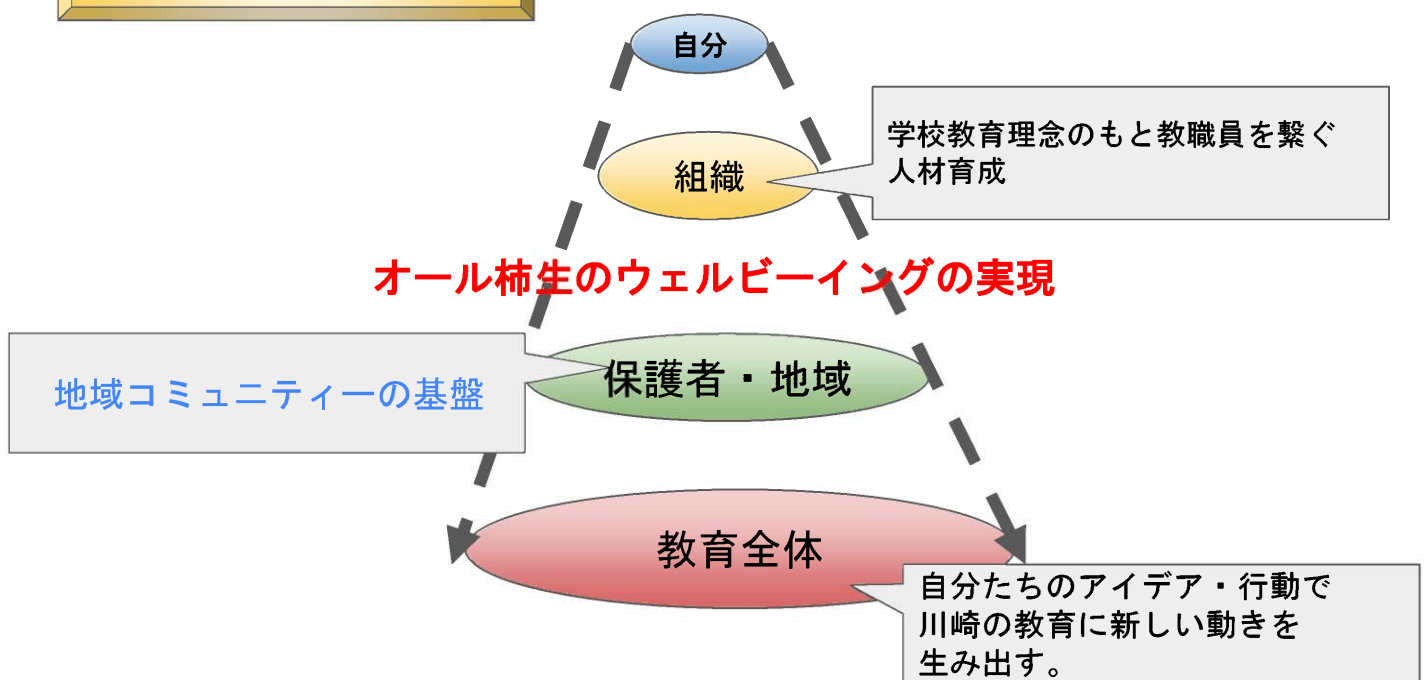 自分
学校教育理念のもと教職員を繋ぐ
人材育成
組織
オール柿生のウェルビーイングの実現
地域コミュニティーの基盤
保護者・地域
教育全体
自分たちのアイデア・行動で
川崎の教育に新しい動きを
生み出す。